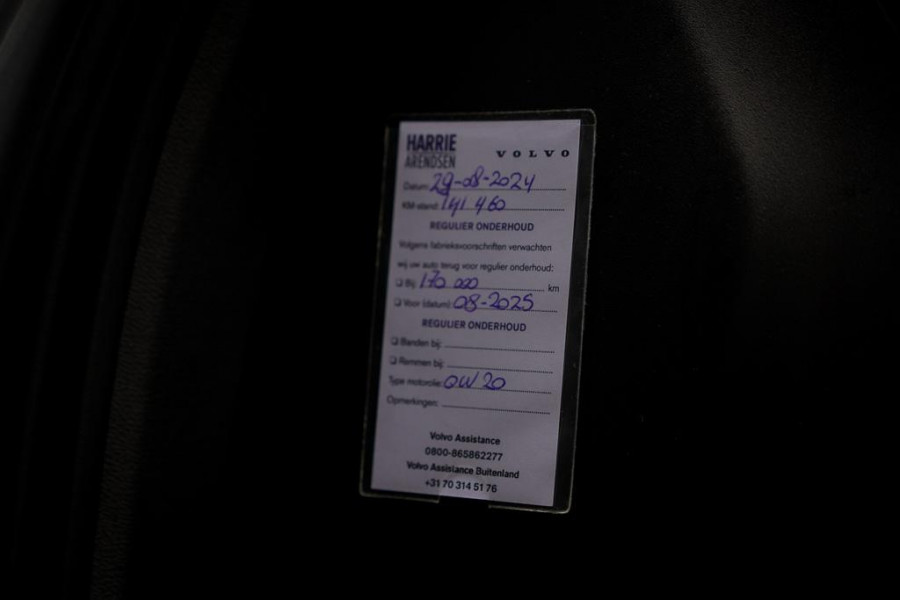 HARRIE
ARENDSEN
VOLVO
Datum: 29-08-2024
KM-stand: 141 460
REGULIER ONDERHOUD
Volgens fabrieksvoorschriften verwachten
wij uw auto terug voor regulier onderhoud:
❏ Bij: 170 000 km
❏ Voor (datum): 08-2025
REGULIER ONDERHOUD
❏ Banden bij:
❏ Remmen bij:
Type motorolie: 0W20
Opmerkingen:
Volvo Assistance
0800-865862277
Volvo Assistance Buitenland
+31 70 314 51 76